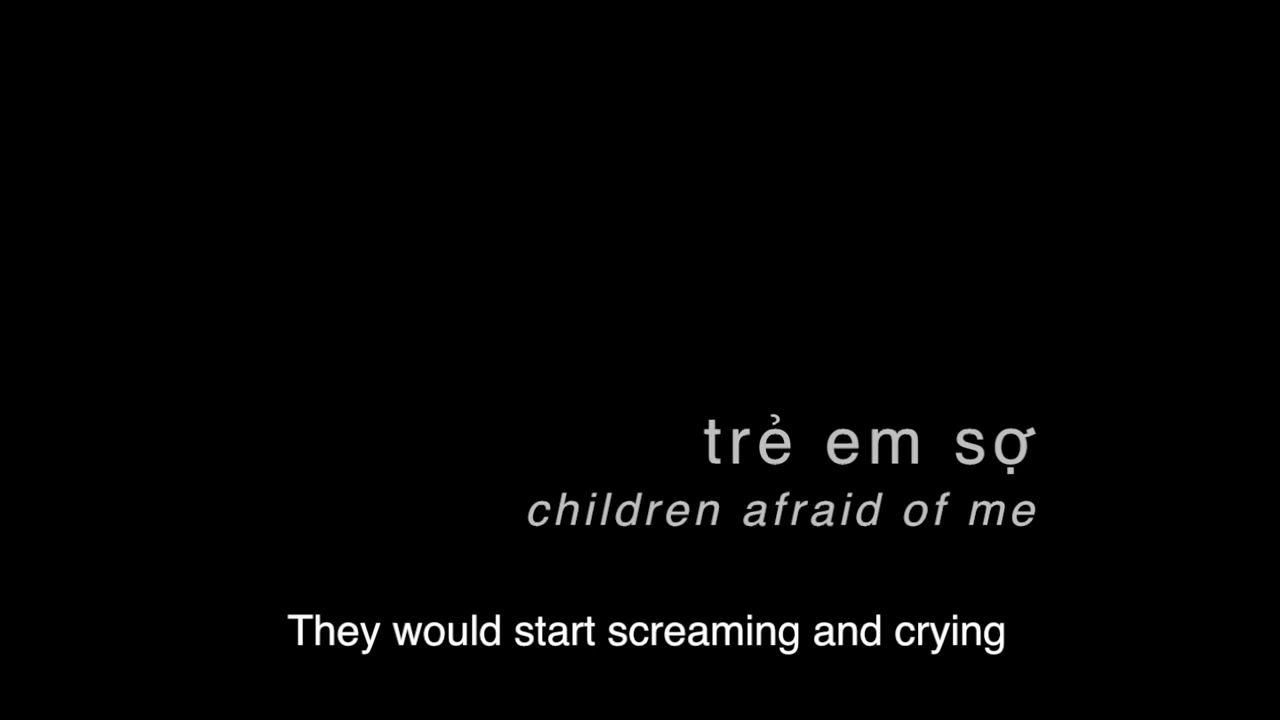 trẻ em sợ
children afraid of me
They would start screaming and crying